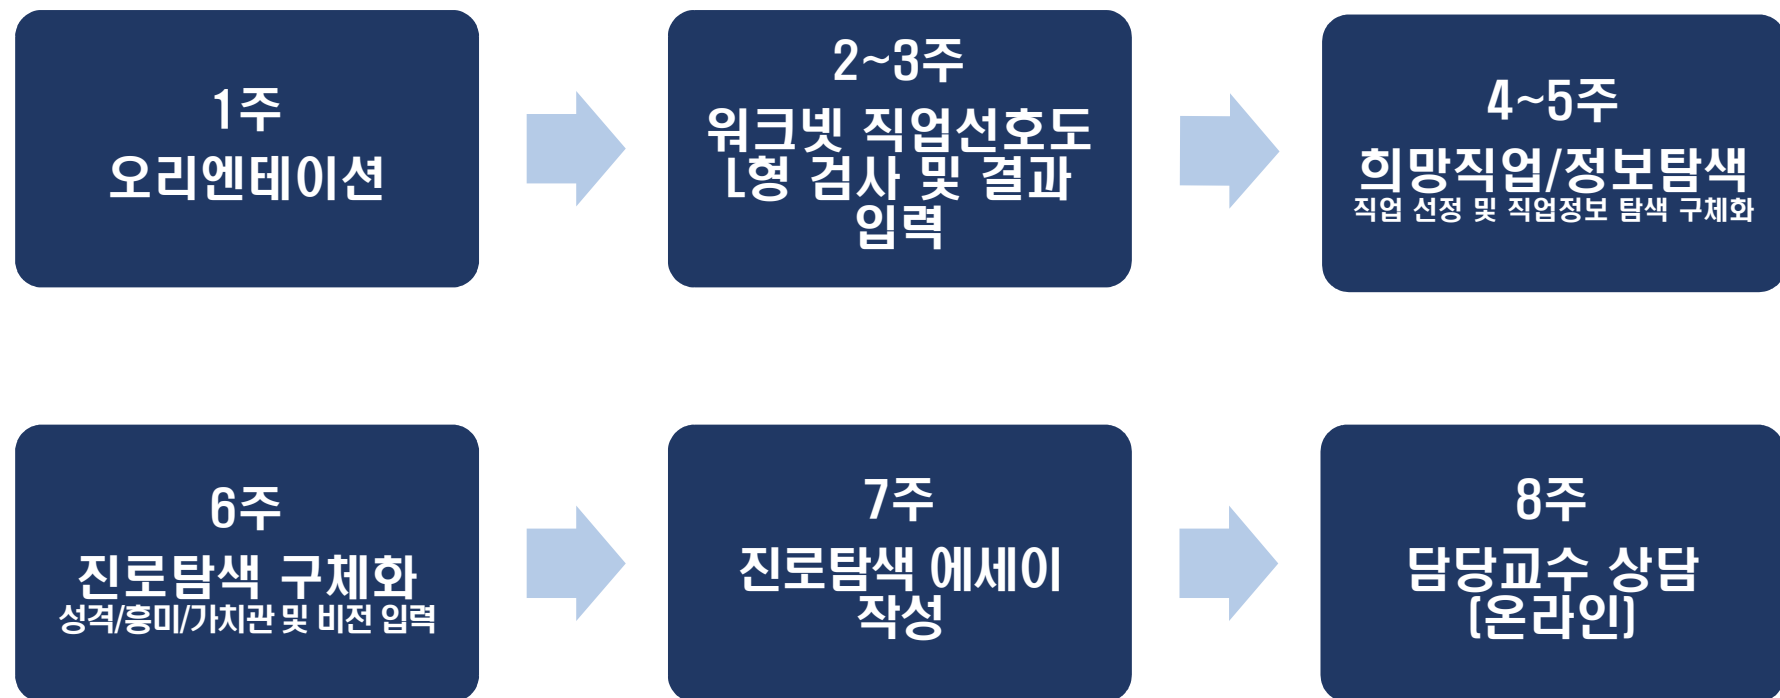 1주
오리엔테이션
2~3주
워크넷 직업선호도
L형 검사 및 결과
입력
4~5주
희망직업/정보탐색
직업 선정 및 직업정보 탐색 구체화
6주
진로탐색 구체화
성격/흥미/가치관 및 비전 입력
7주
진로탐색 에세이
작성
8주
담당교수 상담
(온라인)